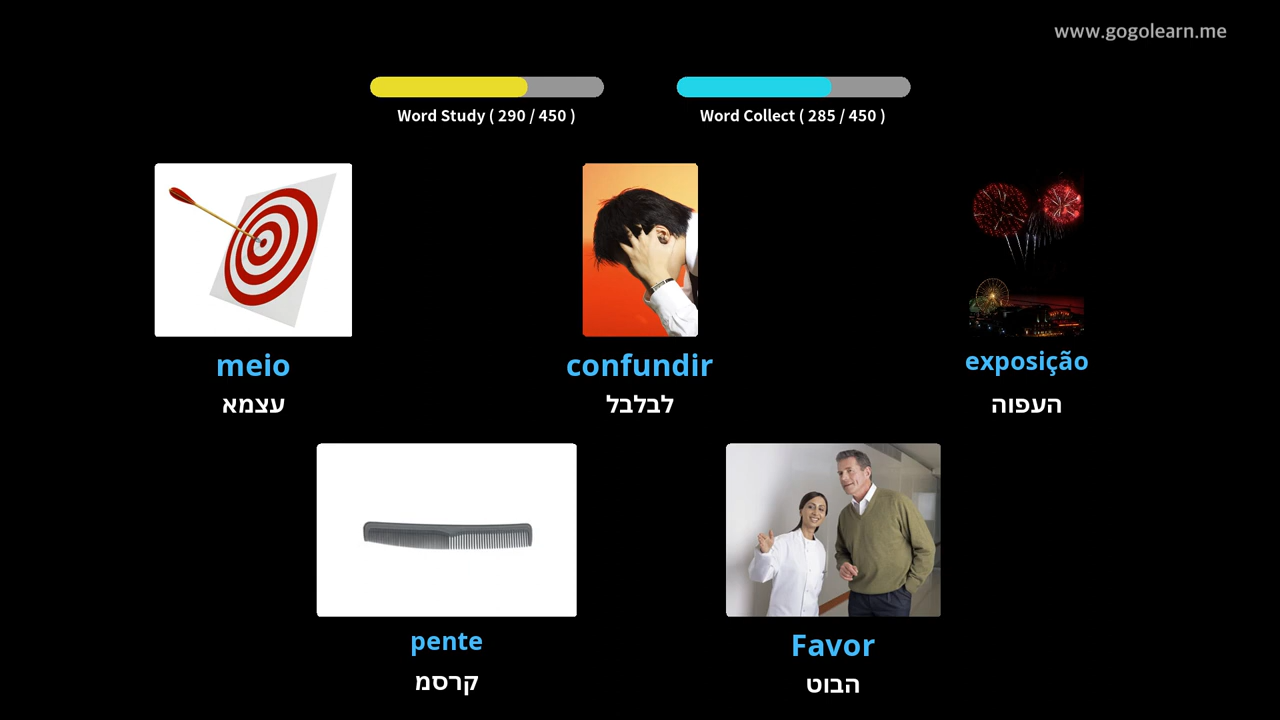 www.gogolearn.me
Word Study ( 290 / 450 )
Word Collect ( 285 / 450 )
meio
עצמא
confundir
לבלבל
exposição
העפוה
pente
קרסמ
Favor
הבוט